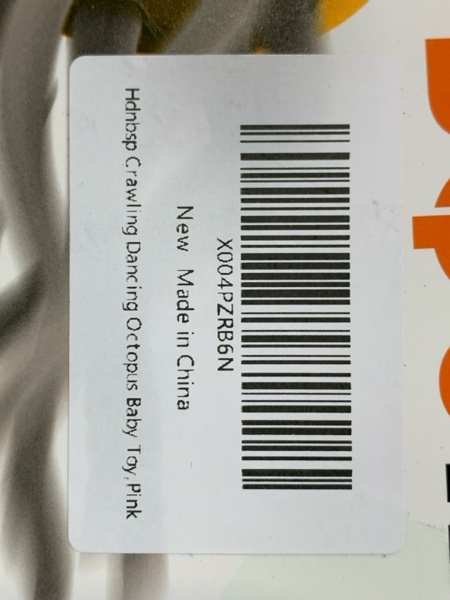 X004PZRB6N
New Made in China
Hdnbsp Crawling Dancing Octopus Baby Toy,Pink